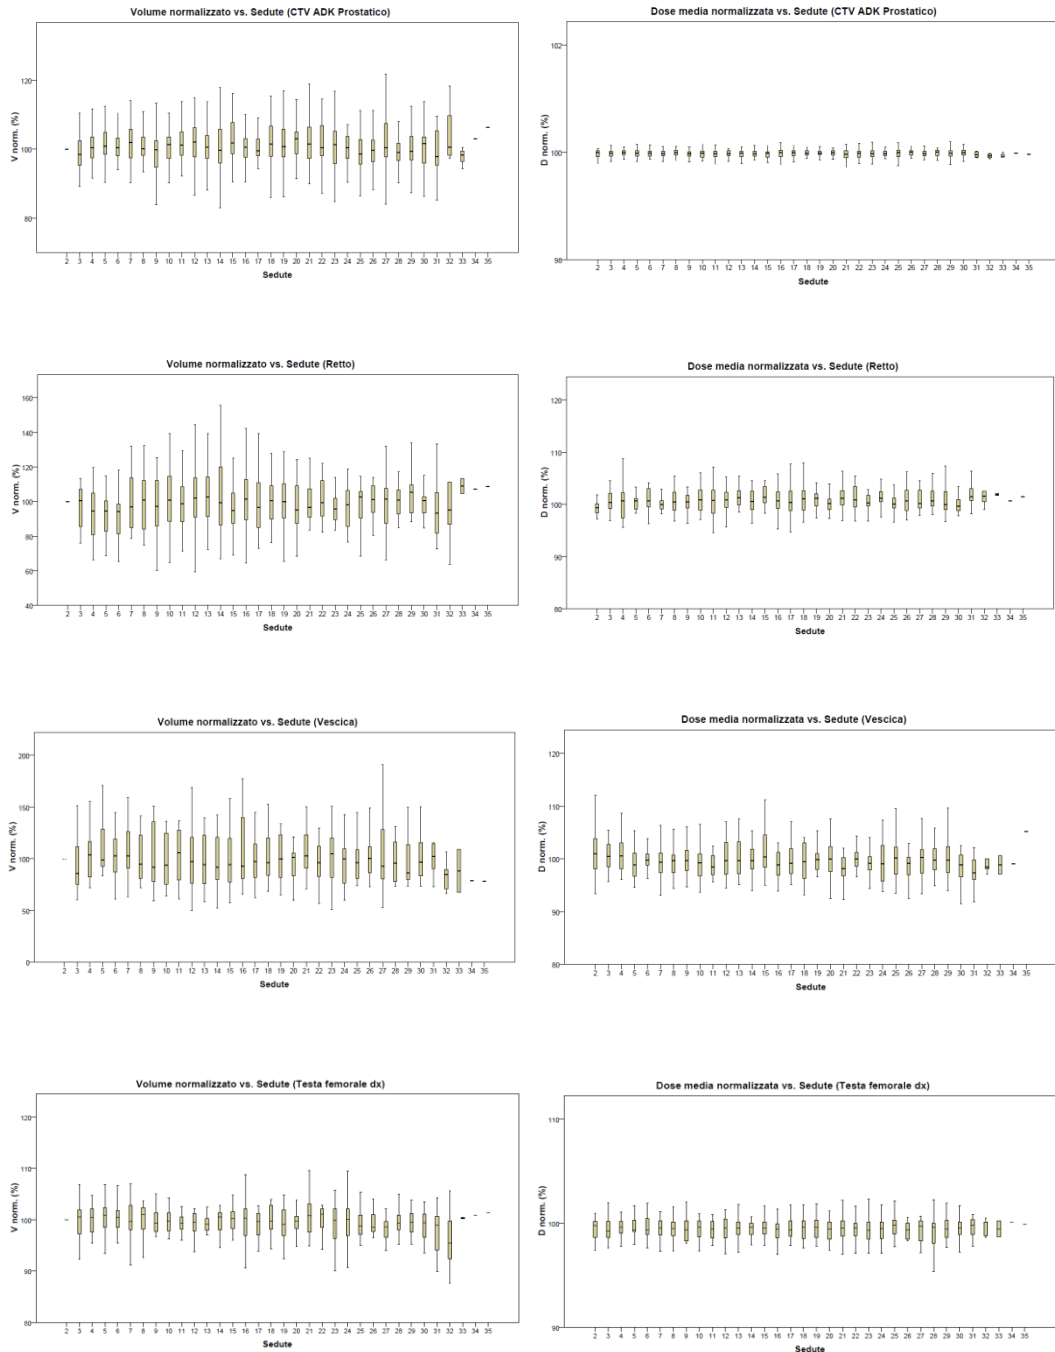 Volume normalizzato vs. Sedute (CTV ADK Prostatico)
V norm. (%)
120
100
80
2 3 4 5 6 7 8 9 10 11 12 13 14 15 16 17 18 19 20 21 22 23 24 25 26 27 28 29 30 31 32 33 34 35
Sedute
Dose media normalizzata vs. Sedute (CTV ADK Prostatico)
D norm. (%)
102
100
98
2 3 4 5 6 7 8 9 10 11 12 13 14 15 16 17 18 19 20 21 22 23 24 25 26 27 28 29 30 31 32 33 34 35
Sedute
Volume normalizzato vs. Sedute (Retto)
V norm. (%)
160
140
120
100
80
60
40
2 3 4 5 6 7 8 9 10 11 12 13 14 15 16 17 18 19 20 21 22 23 24 25 26 27 28 29 30 31 32 33 34 35
Sedute
Dose media normalizzata vs. Sedute (Retto)
D norm. (%)
120
110
100
90
80
2 3 4 5 6 7 8 9 10 11 12 13 14 15 16 17 18 19 20 21 22 23 24 25 26 27 28 29 30 31 32 33 34 35
Sedute
Volume normalizzato vs. Sedute (Vescica)
V norm. (%)
200
150
100
50
0
2 3 4 5 6 7 8 9 10 11 12 13 14 15 16 17 18 19 20 21 22 23 24 25 26 27 28 29 30 31 32 33 34 35
Sedute
Dose media normalizzata vs. Sedute (Vescica)
D norm. (%)
120
110
100
90
80
2 3 4 5 6 7 8 9 10 11 12 13 14 15 16 17 18 19 20 21 22 23 24 25 26 27 28 29 30 31 32 33 34 35
Sedute
Volume normalizzato vs. Sedute (Testa femorale dx)
V norm. (%)
120
110
100
90
80
2 3 4 5 6 7 8 9 10 11 12 13 14 15 16 17 18 19 20 21 22 23 24 25 26 27 28 29 30 31 32 33 34 35
Sedute
Dose media normalizzata vs. Sedute (Testa femorale dx)
D norm. (%)
110
100
90
2 3 4 5 6 7 8 9 10 11 12 13 14 15 16 17 18 19 20 21 22 23 24 25 26 27 28 29 30 31 32 33 34 35
Sedute